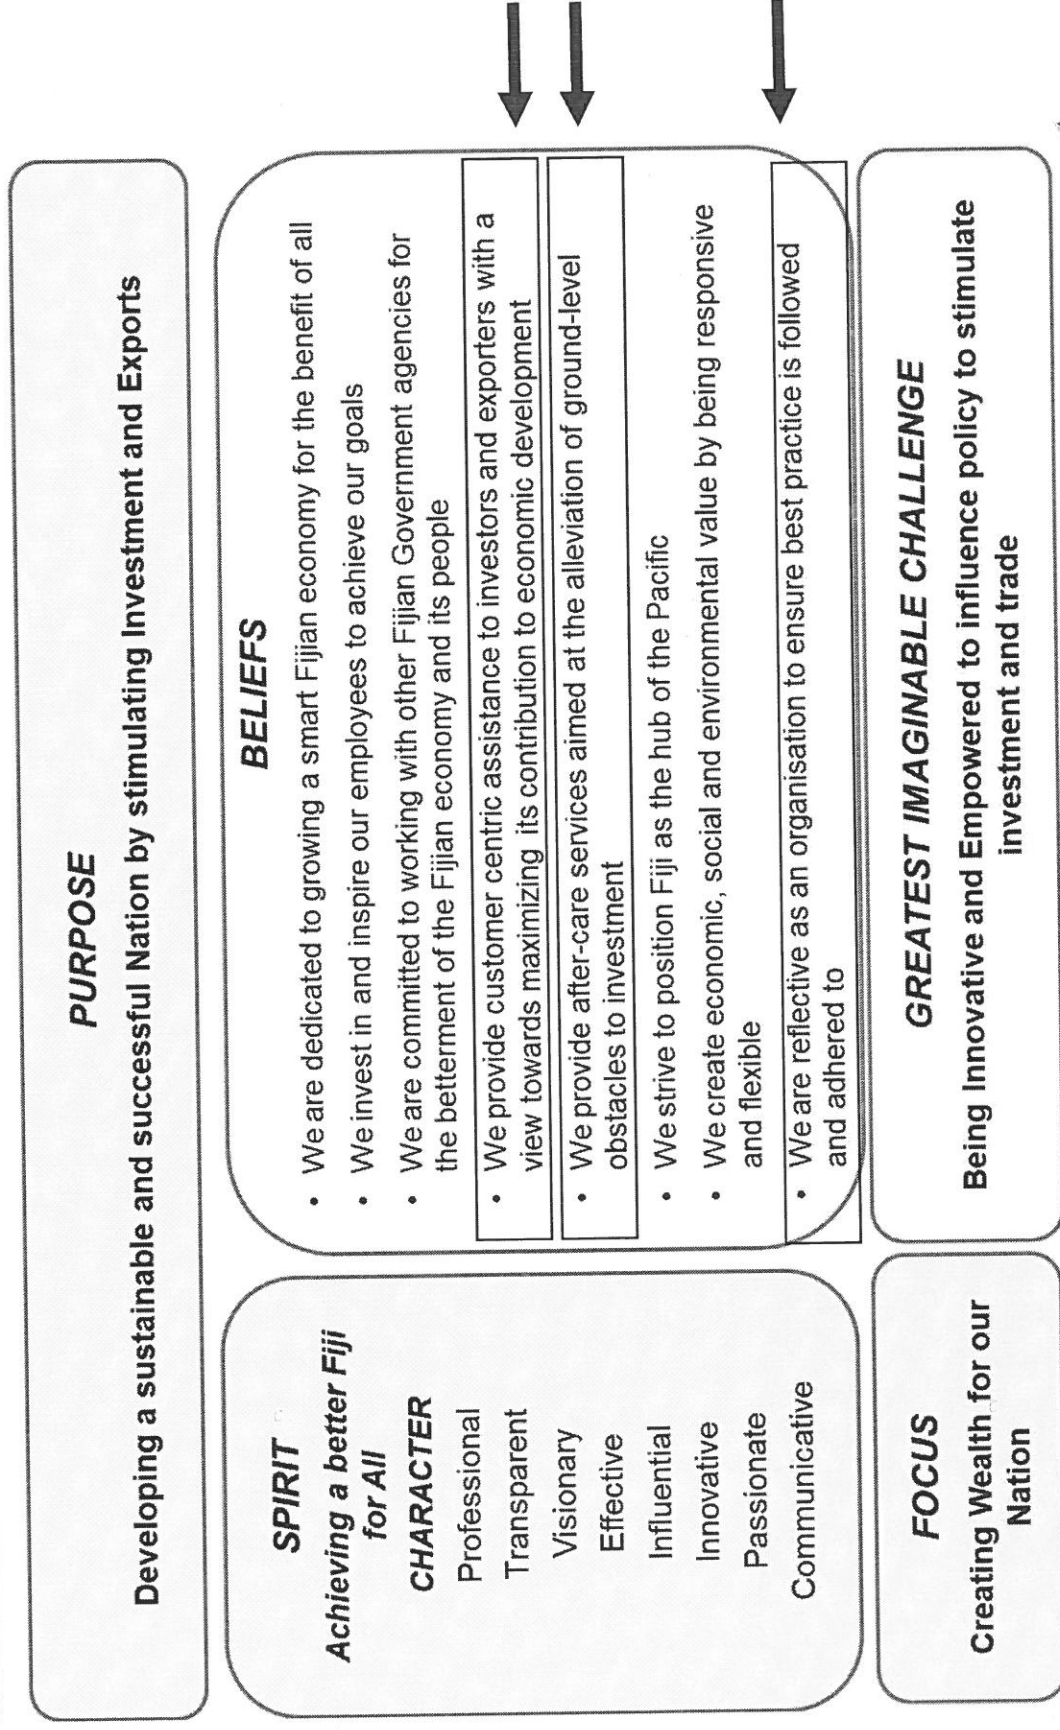 PURPOSE
Developing a sustainable and successful Nation by stimulating Investment and Exports
SPIRIT
Achieving a better Fiji
for All
CHARACTER
Professional
Transparent
Visionary
Effective
Influential
Innovative
Passionate
Communicative
BELIEFS
• We are dedicated to growing a smart Fijian economy for the benefit of all
• We invest in and inspire our employees to achieve our goals
• We are committed to working with other Fijian Government agencies for
the betterment of the Fijian economy and its people
• We provide customer centric assistance to investors and exporters with a
view towards maximizing its contribution to economic development
• We provide after-care services aimed at the alleviation of ground-level
obstacles to investment
• We strive to position Fiji as the hub of the Pacific
• We create economic, social and environmental value by being responsive
and flexible
• We are reflective as an organisation to ensure best practice is followed
and adhered to
FOCUS
Creating Wealth for our
Nation
GREATEST IMAGINABLE CHALLENGE
Being Innovative and Empowered to influence policy to stimulate
investment and trade